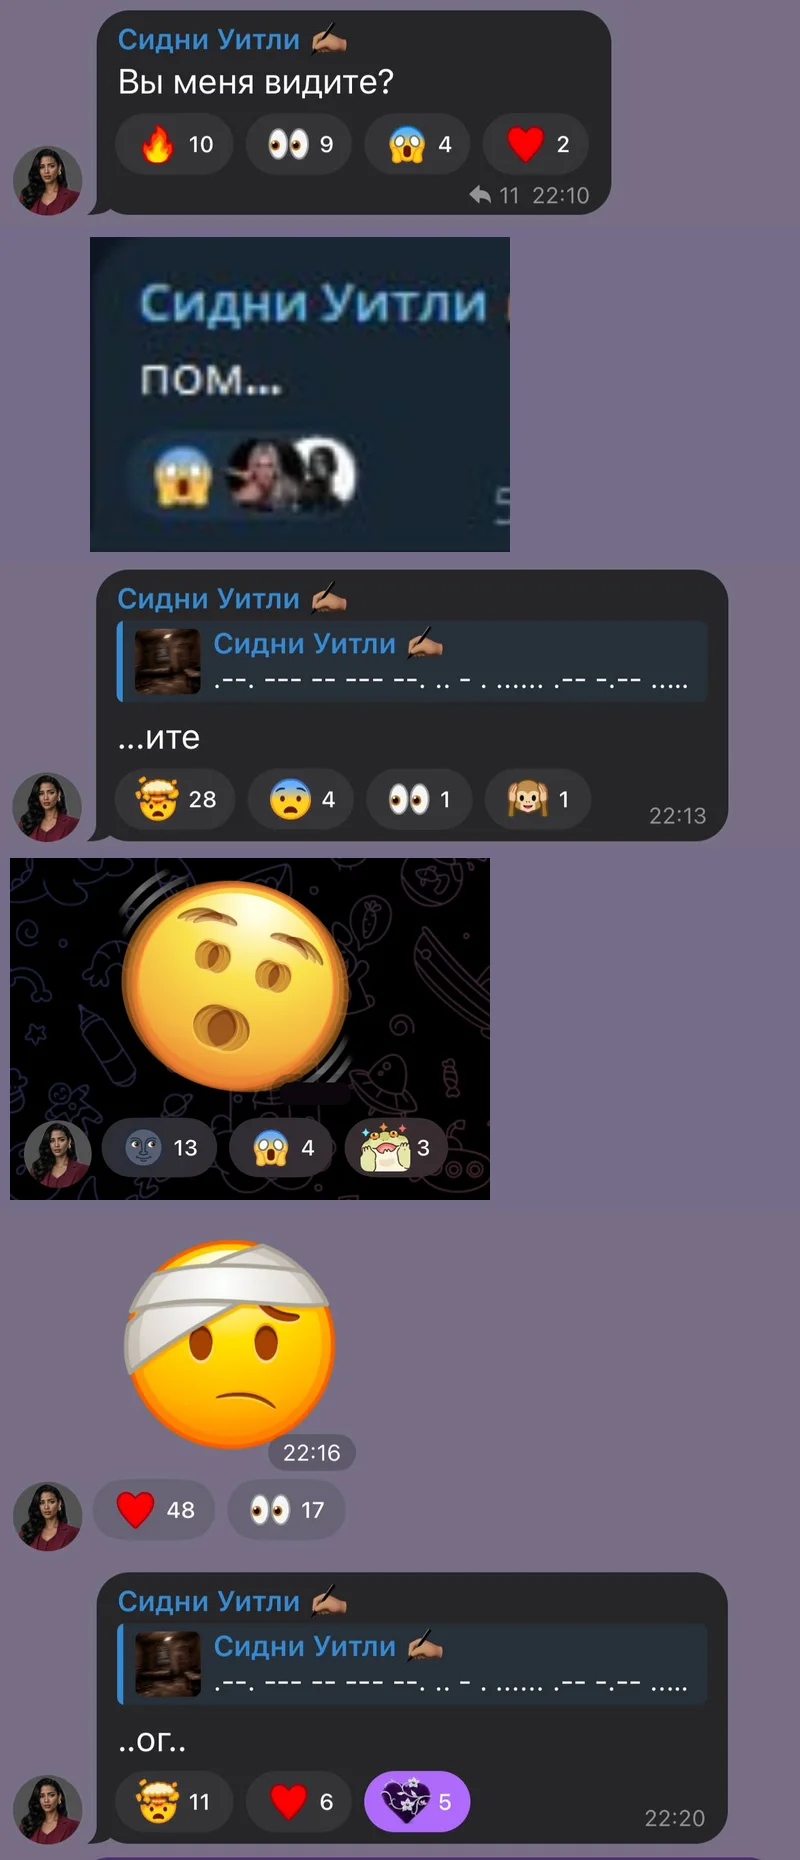 Сидни Уитли ✍🏽
Вы меня видите?
🔥 10 👀 9 😱 4 ❤️ 2
11 22:10
Сидни Уитли
пом...
Сидни Уитли ✍🏽
Сидни Уитли ✍🏽
.--. --- -- --- --. .. - . ...... .-- -.-- .....
...ите
🤯 28 😨 4 👀 1 🙉 1
22:13
🌚 13 😱 4 3
22:16
❤️ 48 👀 17
Сидни Уитли ✍🏽
Сидни Уитли ✍🏽
.--. --- -- --- --. .. - . ...... .-- -.-- .....
..ог..
🤯 11 ❤️ 6 5
22:20